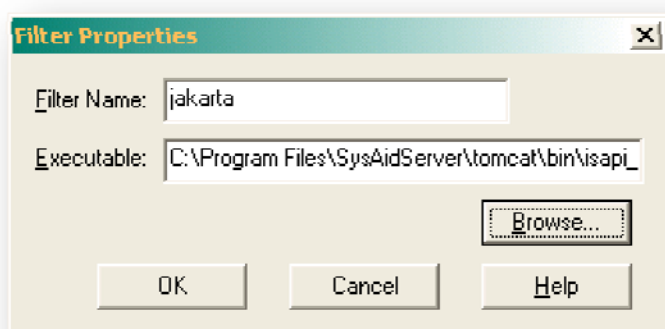 Filter Properties
Filter Name: jakarta
Executable: C:\Program Files\SysAidServer\tomcat\bin\isapi_
Browse...
OK Cancel Help